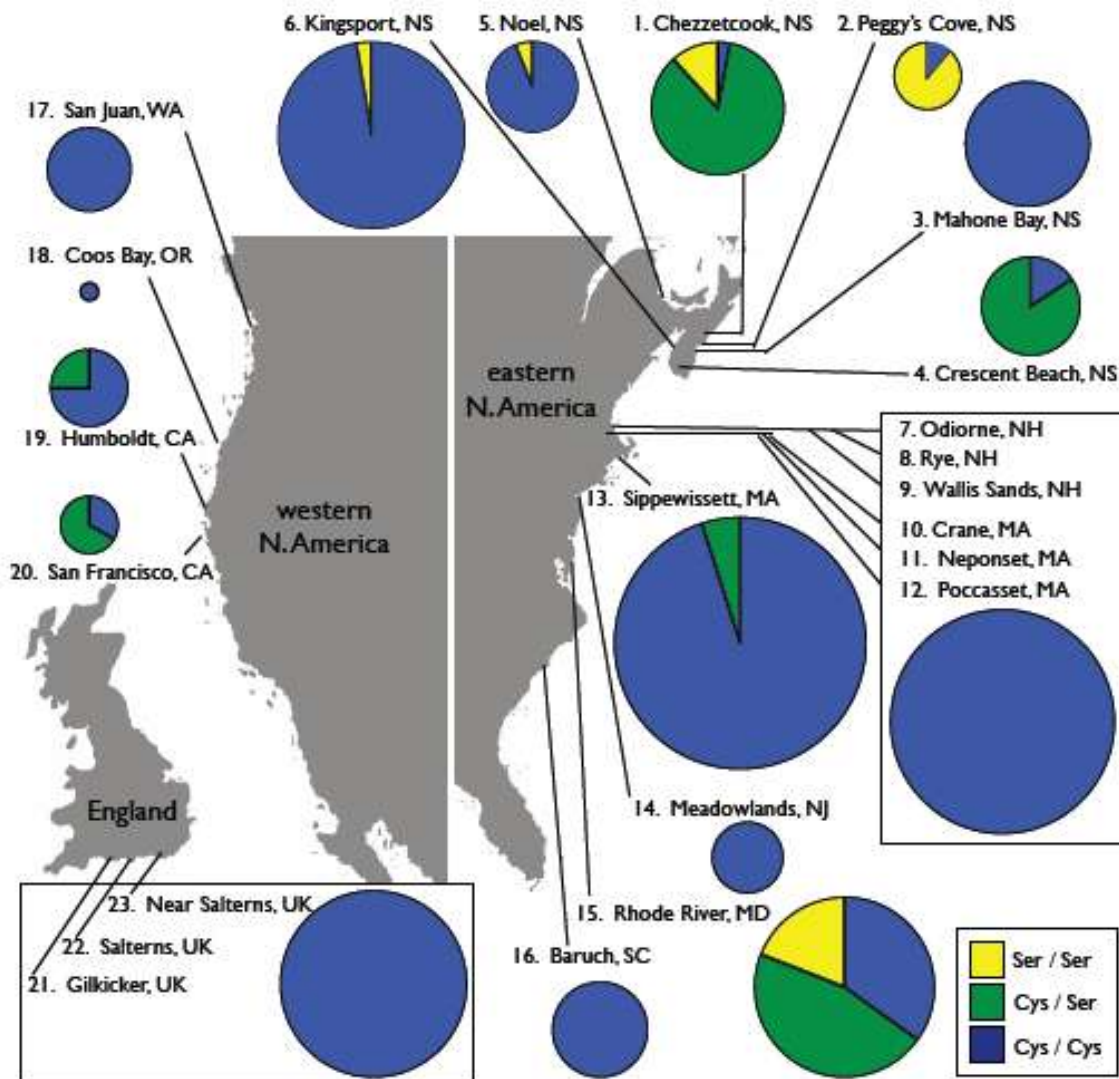 6. Kingsport, NS
5. Noel, NS
1. Chezzetcook, NS
2. Peggy's Cove, NS
17. San Juan, WA
3. Mahone Bay, NS
18. Coos Bay, OR
4. Crescent Beach, NS
eastern
N. America
19. Humboldt, CA
7. Odiorne, NH
8. Rye, NH
9. Wallis Sands, NH
10. Crane, MA
11. Neponset, MA
12. Poccasset, MA
13. Sippewissett, MA
western
N. America
20. San Francisco, CA
England
14. Meadowlands, NJ
15. Rhode River, MD
16. Baruch, SC
23. Near Salterns, UK
22. Salterns, UK
21. Gilkicker, UK
Ser / Ser
Cys / Ser
Cys / Cys